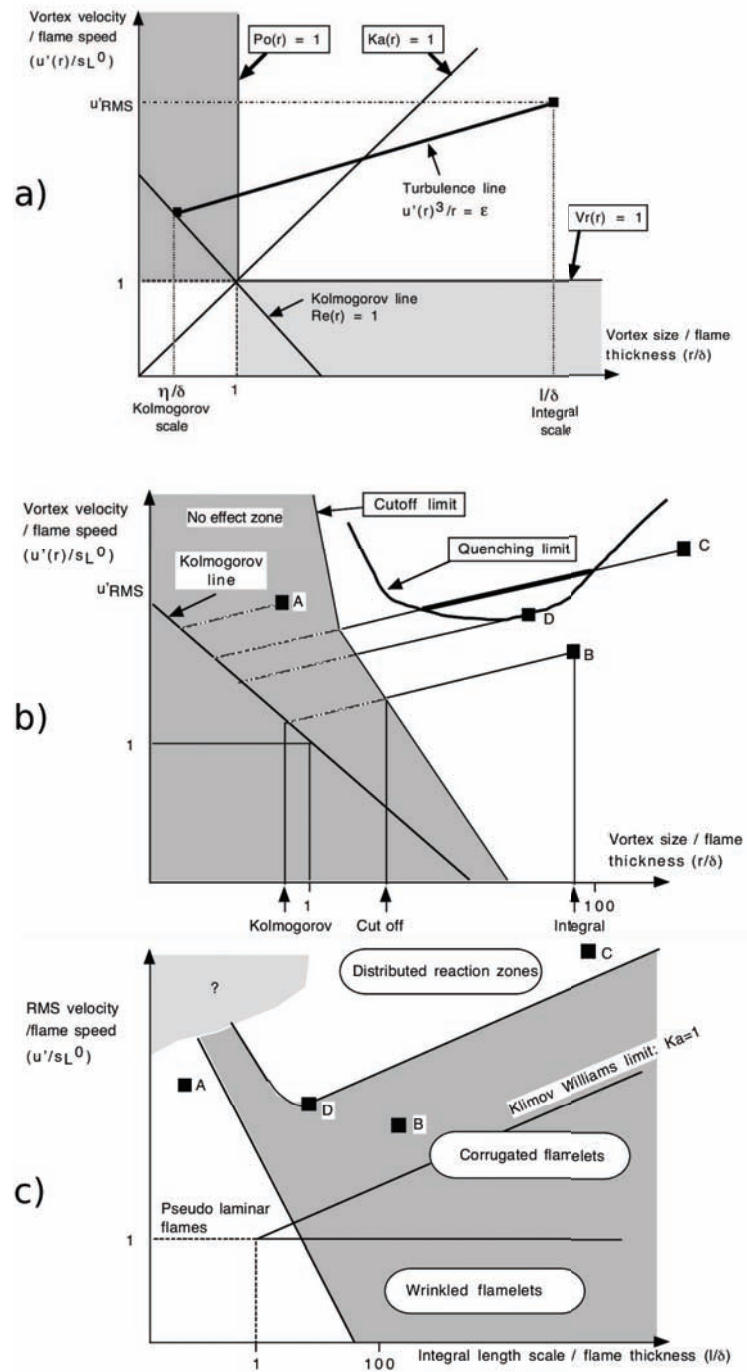 a)
Vortex velocity
/ flame speed
(u'(r)/sL⁰)
Po(r) = 1
Ka(r) = 1
u'RMS
Turbulence line
u'(r)³/r = ε
Vr(r) = 1
1
Kolmogorov line
Re(r) = 1
Vortex size / flame
thickness (r/δ)
η/δ
Kolmogorov
scale
1
l/δ
Integral
scale
b)
Vortex velocity
/ flame speed
(u'(r)/sL⁰)
No effect zone
Cutoff limit
Quenching limit
Kolmogorov
line
u'RMS
A
C
D
B
1
Vortex size / flame
thickness (r/δ)
1
100
Kolmogorov
Cut off
Integral
c)
RMS velocity
/flame speed
(u'/sL⁰)
?
Distributed reaction zones
C
A
D
B
Klimov Williams limit: Ka=1
Corrugated flamelets
Pseudo laminar
flames
1
Wrinkled flamelets
1
100
Integral length scale / flame thickness (l/δ)